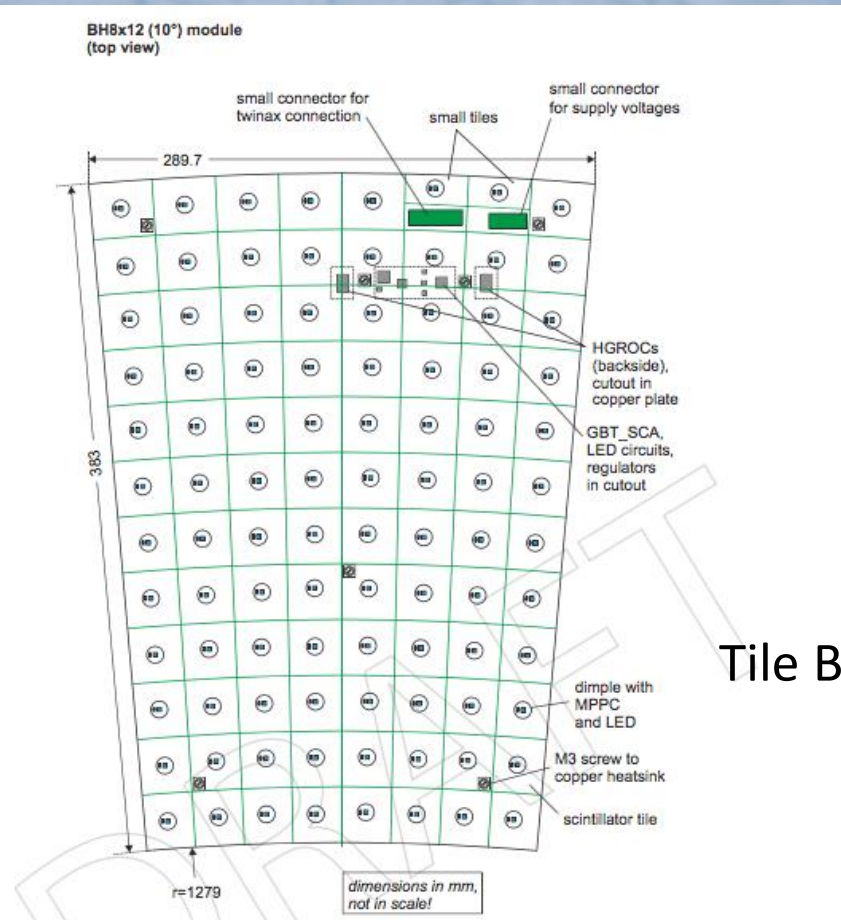 BH8x12 (10°) module
(top view)
small connector for
twinax connection
small tiles
small connector
for supply voltages
289.7
383
HGROCs
(backside),
cutout in
copper plate
GBT_SCA,
LED circuits,
regulators
in cutout
Tile B
dimple with
MPPC
and LED
M3 screw to
copper heatsink
scintillator tile
r=1279
dimensions in mm,
not in scale!
DRAFT